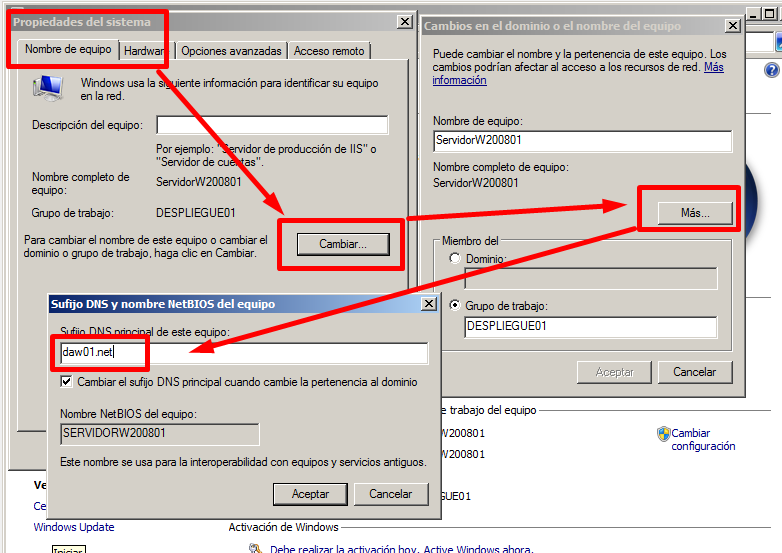 Propiedades del sistema
Nombre de equipo
Hardware
Opciones avanzadas
Acceso remoto
Windows usa la siguiente información para identificar su equipo
en la red.
Descripción del equipo:
Por ejemplo: "Servidor de producción de IIS" o
"Servidor de cuentas".
Nombre completo de
equipo:
ServidorW200801
Grupo de trabajo:
DESPLIEGUE01
Para cambiar el nombre de este equipo o cambiar el
dominio o grupo de trabajo, haga clic en Cambiar.
Cambiar...
Cambios en el dominio o el nombre del equipo
Puede cambiar el nombre y la pertenencia de este equipo. Los
cambios podrían afectar al acceso a los recursos de red. Más
información
Nombre de equipo:
ServidorW200801
Nombre completo de equipo:
ServidorW200801
Más...
Miembro del
Dominio:
Grupo de trabajo:
DESPLIEGUE01
Aceptar
Cancelar
Sufijo DNS y nombre NetBIOS del equipo
Sufijo DNS principal de este equipo:
daw01.net
Cambiar el sufijo DNS principal cuando cambie la pertenencia al dominio
Nombre NetBIOS del equipo:
SERVIDORW200801
Este nombre se usa para la interoperabilidad con equipos y servicios antiguos.
Aceptar
Cancelar
e trabajo del equipo
W200801
W200801
GUE01
Cambiar
configuración
Ve
Ce
Windows Update
Activación de Windows
Iniciar
Debe realizar la activación hoy. Active Windows ahora.